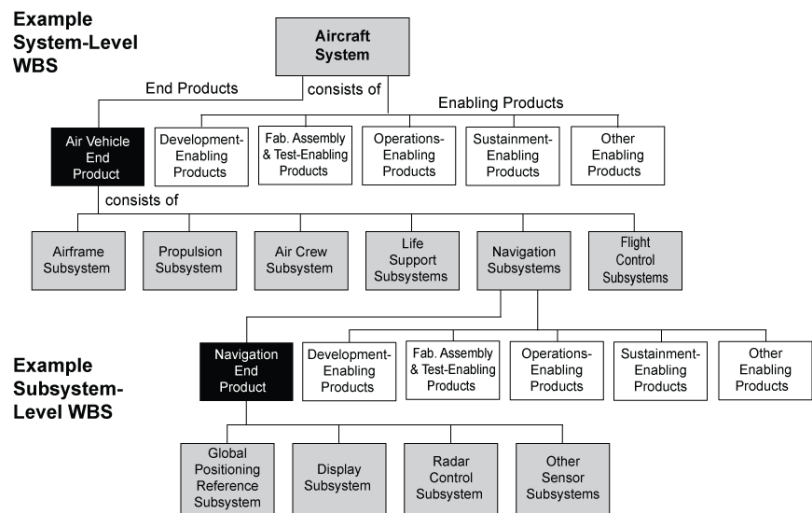 Example
System-Level
WBS
Aircraft
System
End Products
consists of
Enabling Products
Air Vehicle
End
Product
Development-
Enabling
Products
Fab. Assembly
& Test-Enabling
Products
Operations-
Enabling
Products
Sustainment-
Enabling
Products
Other
Enabling
Products
consists of
Airframe
Subsystem
Propulsion
Subsystem
Air Crew
Subsystem
Life
Support
Subsystems
Navigation
Subsystems
Flight
Control
Subsystems
Example
Subsystem-
Level WBS
Navigation
End
Product
Development-
Enabling
Products
Fab. Assembly
& Test-Enabling
Products
Operations-
Enabling
Products
Sustainment-
Enabling
Products
Other
Enabling
Products
Global
Positioning
Reference
Subsystem
Display
Subsystem
Radar
Control
Subsystem
Other
Sensor
Subsystems